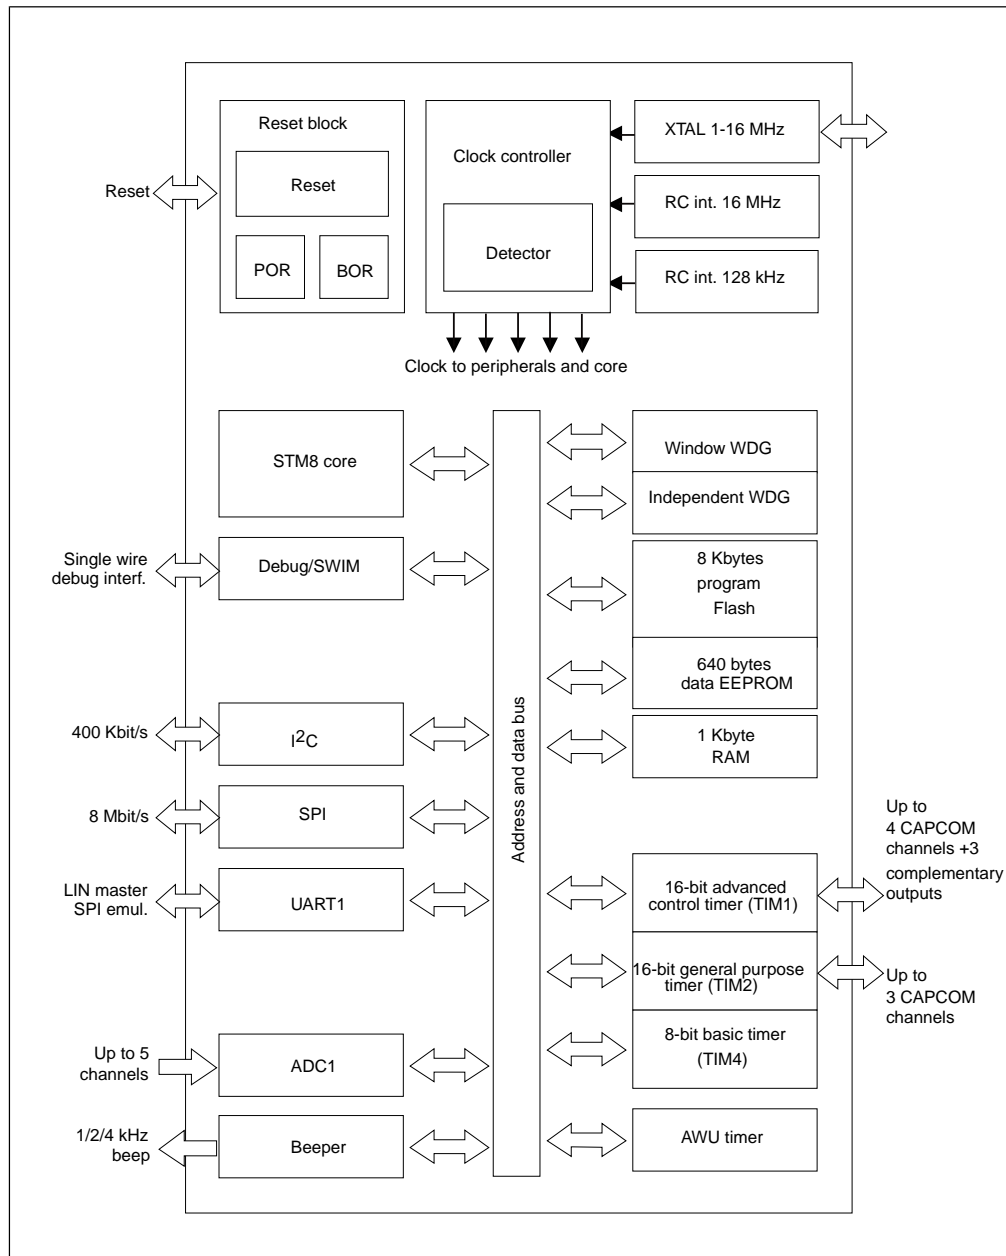 Reset block
Reset
POR
BOR
Reset
Clock controller
Detector
XTAL 1-16 MHz
RC int. 16 MHz
RC int. 128 kHz
Clock to peripherals and core
STM8 core
Single wire
debug interf.
Debug/SWIM
400 Kbit/s
I²C
8 Mbit/s
SPI
LIN master
SPI emul.
UART1
Up to 5
channels
ADC1
1/2/4 kHz
beep
Beeper
Address and data bus
Window WDG
Independent WDG
8 Kbytes
program
Flash
640 bytes
data EEPROM
1 Kbyte
RAM
16-bit advanced
control timer (TIM1)
Up to
4 CAPCOM
channels +3
complementary
outputs
16-bit general purpose
timer (TIM2)
Up to
3 CAPCOM
channels
8-bit basic timer
(TIM4)
AWU timer